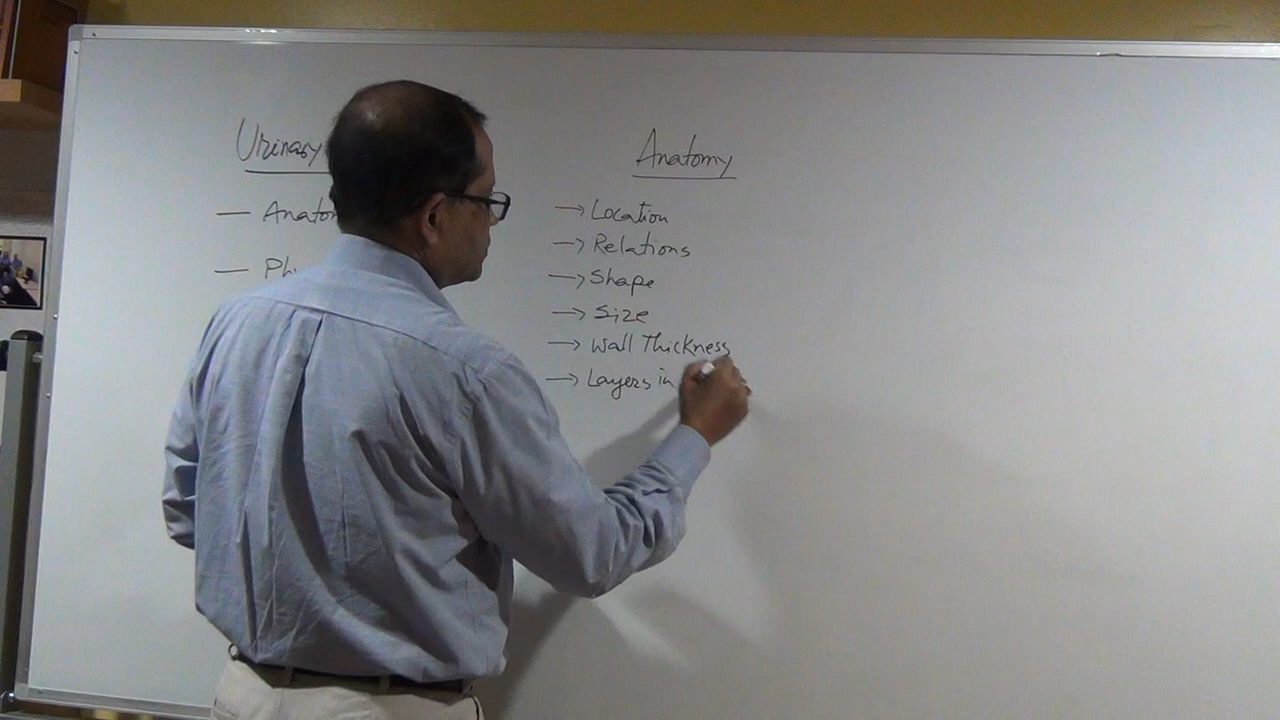 Urinary
— Anato
— Ph
Anatomy
→ Location
→ Relations
→ Shape
→ Size
→ Wall Thickness
→ Layers in